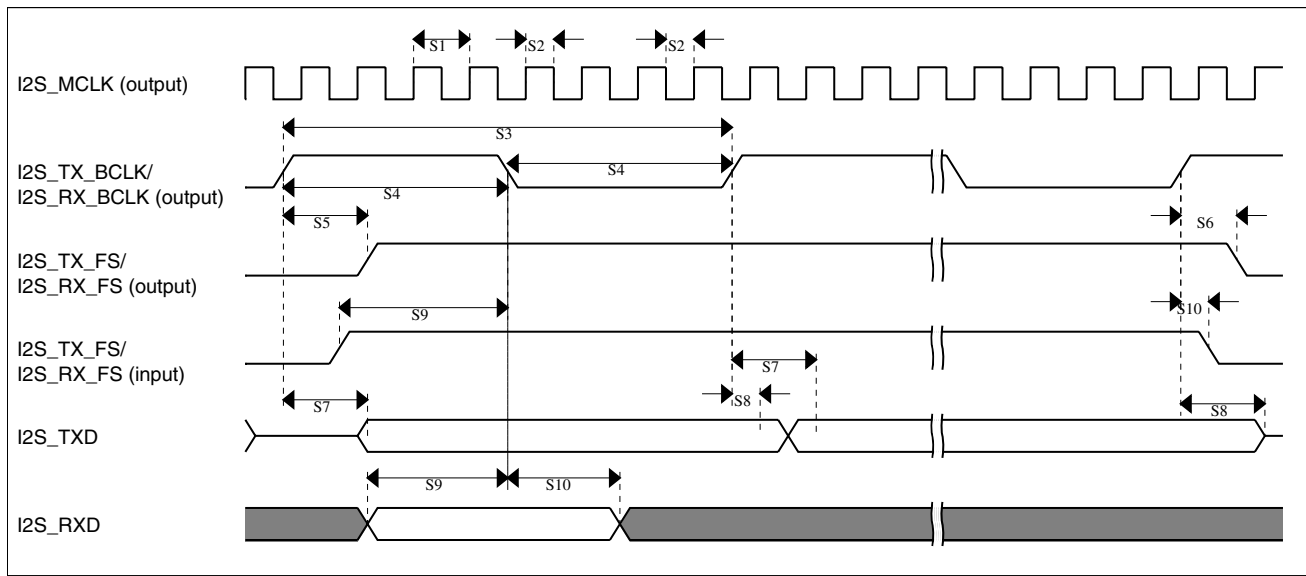 S1
S2
S2
I2S_MCLK (output)
S3
I2S_TX_BCLK/
I2S_RX_BCLK (output)
S4
S4
S5
S6
I2S_TX_FS/
I2S_RX_FS (output)
S9
S10
I2S_TX_FS/
I2S_RX_FS (input)
S7
S7
S8
S8
I2S_TXD
S9
S10
I2S_RXD